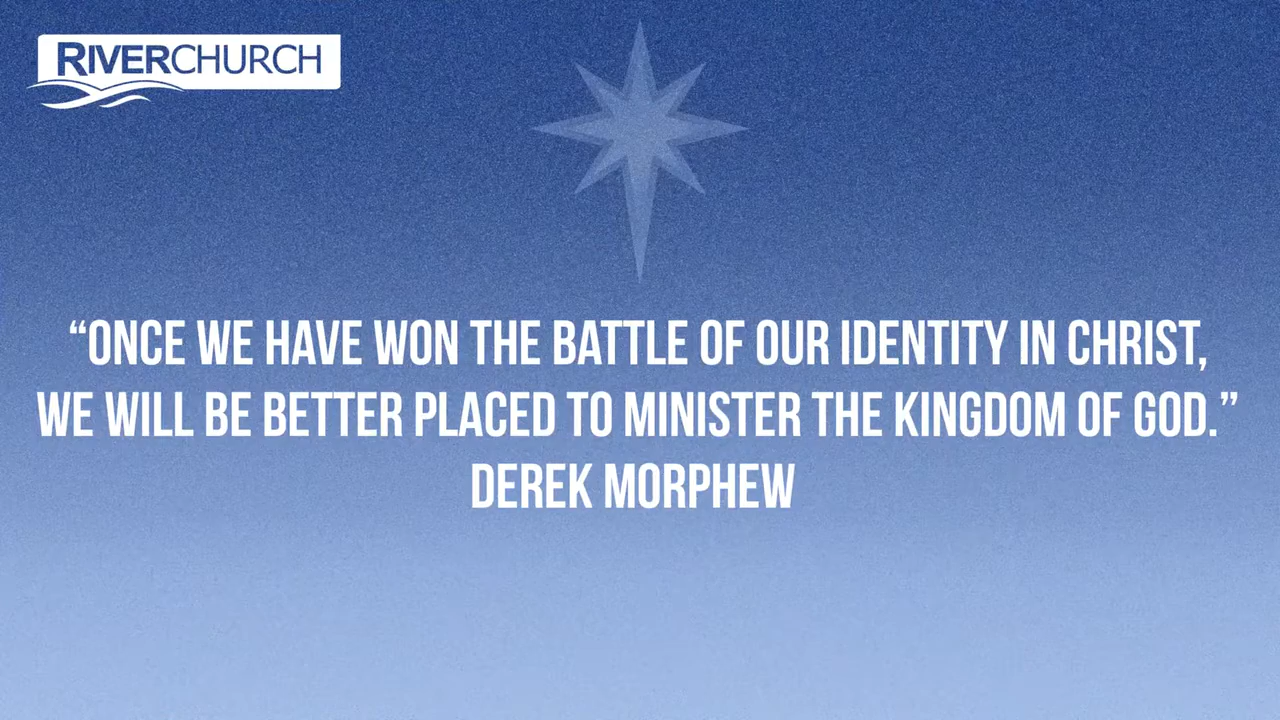 RIVERCHURCH
“ONCE WE HAVE WON THE BATTLE OF OUR IDENTITY IN CHRIST,
WE WILL BE BETTER PLACED TO MINISTER THE KINGDOM OF GOD.”
DEREK MORPHEW